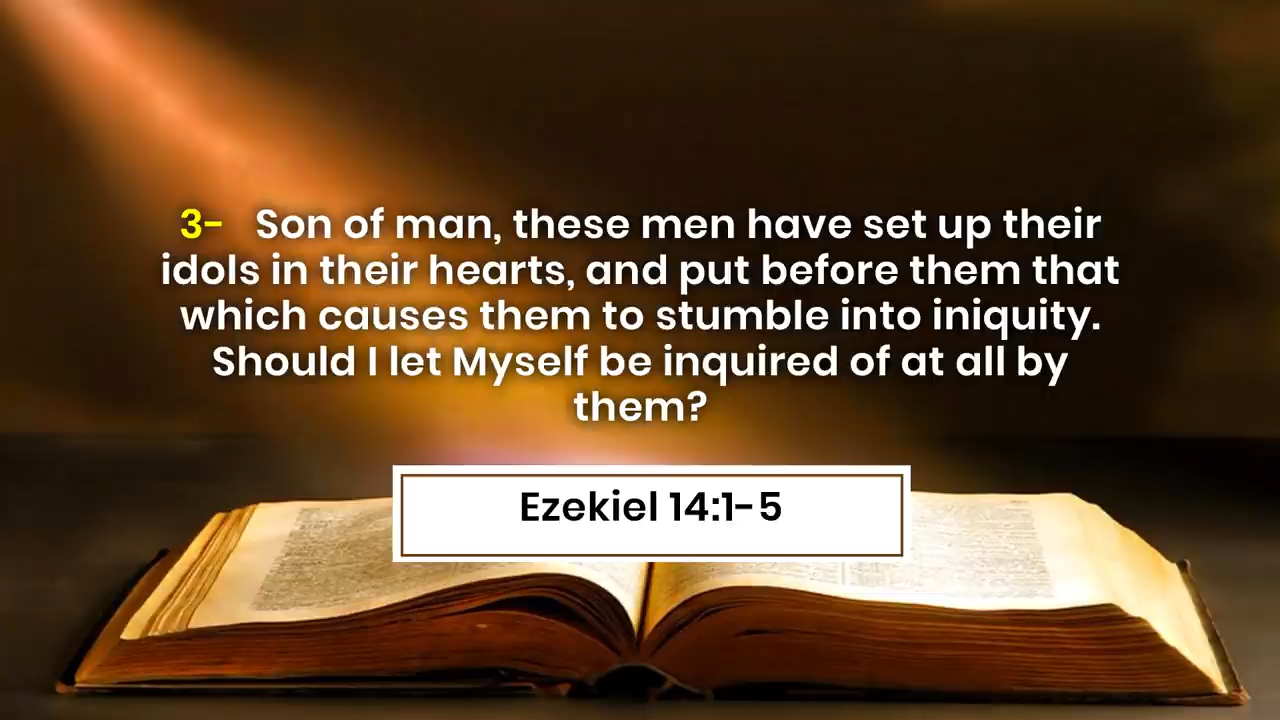 3- Son of man, these men have set up their
idols in their hearts, and put before them that
which causes them to stumble into iniquity.
Should I let Myself be inquired of at all by
them?
Ezekiel 14:1-5